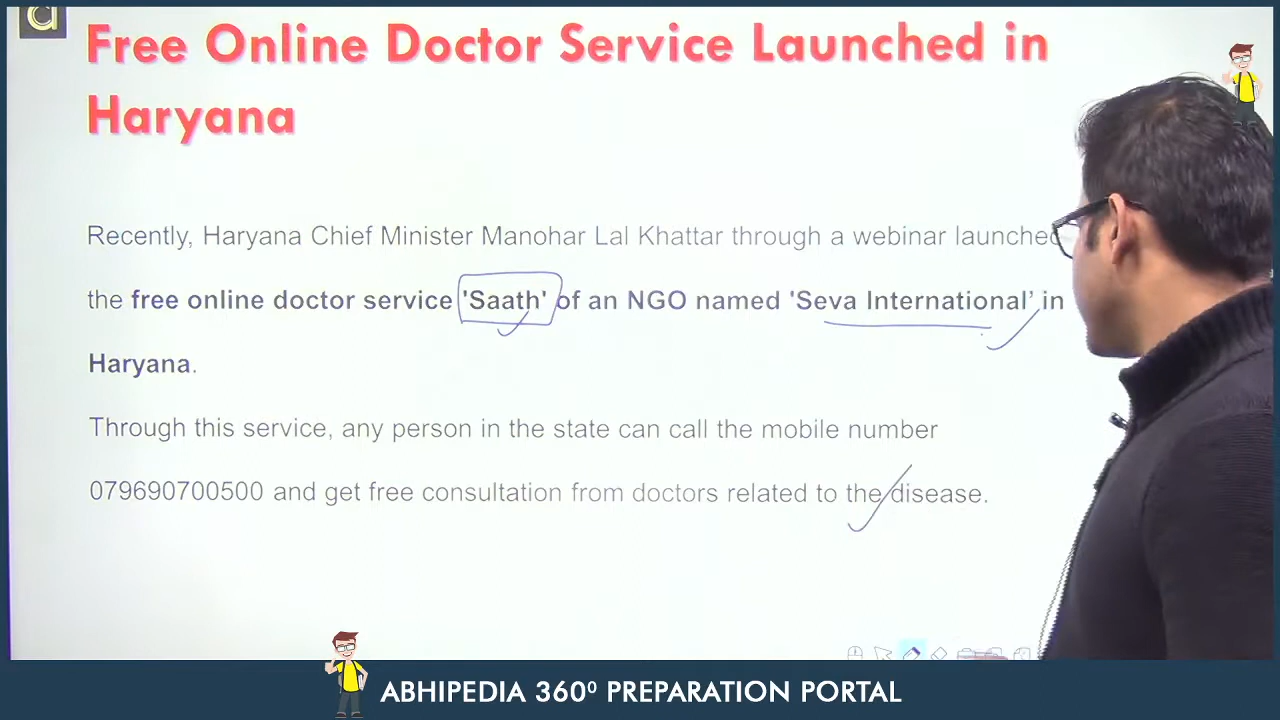 a
Free Online Doctor Service Launched in
Haryana
Recently, Haryana Chief Minister Manohar Lal Khattar through a webinar launched
the free online doctor service 'Saath' of an NGO named 'Seva International' in
Haryana.
Through this service, any person in the state can call the mobile number
079690700500 and get free consultation from doctors related to the disease.
ABHIPEDIA 360⁰ PREPARATION PORTAL